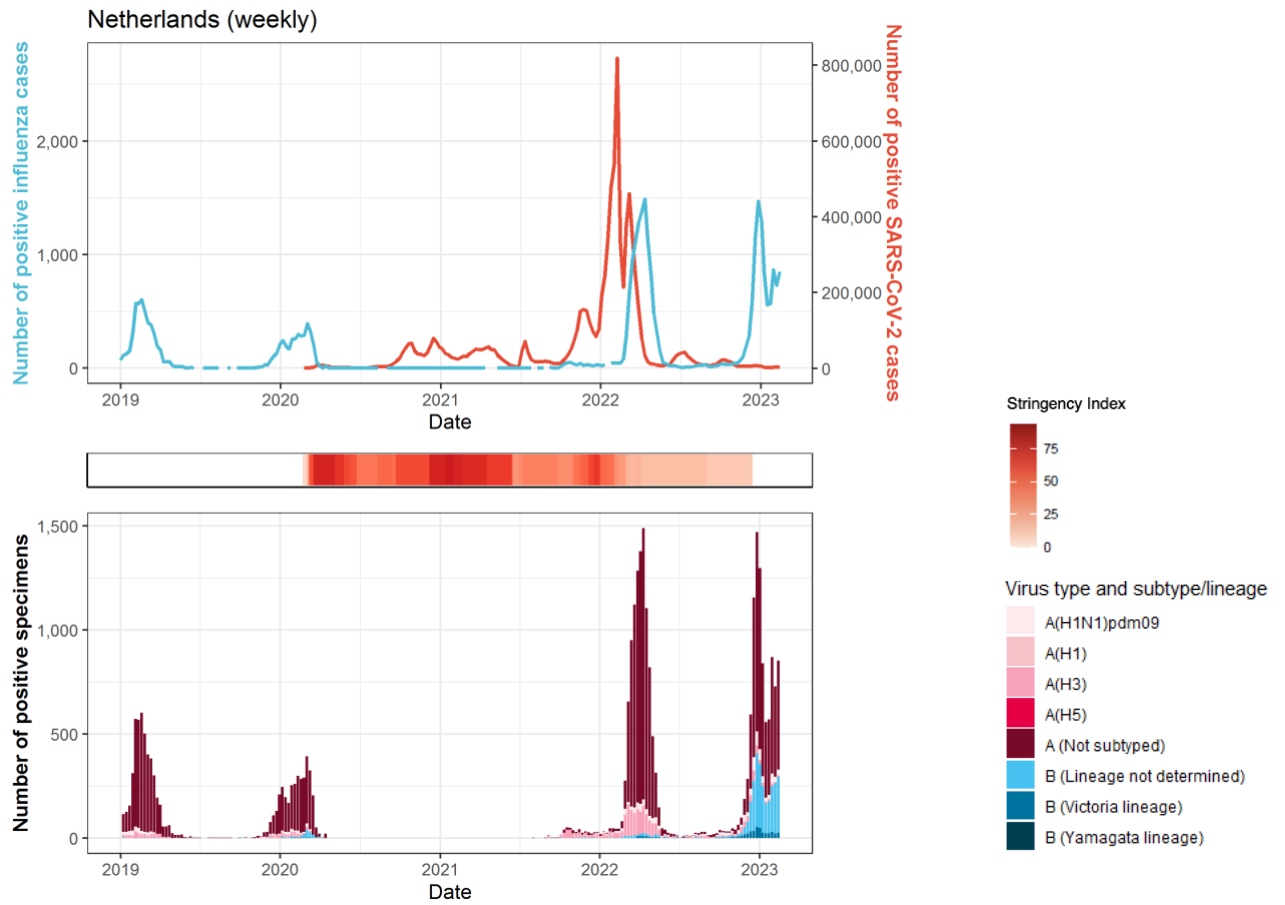 Netherlands (weekly)
Number of positive influenza cases
2,000
1,000
0
800,000
600,000
400,000
200,000
0
Number of positive SARS-CoV-2 cases
2019 2020 2021 2022 2023
Date
Stringency Index
75
50
25
0
Number of positive specimens
1,500
1,000
500
0
2019 2020 2021 2022 2023
Date
Virus type and subtype/lineage
A(H1N1)pdm09
A(H1)
A(H3)
A(H5)
A (Not subtyped)
B (Lineage not determined)
B (Victoria lineage)
B (Yamagata lineage)